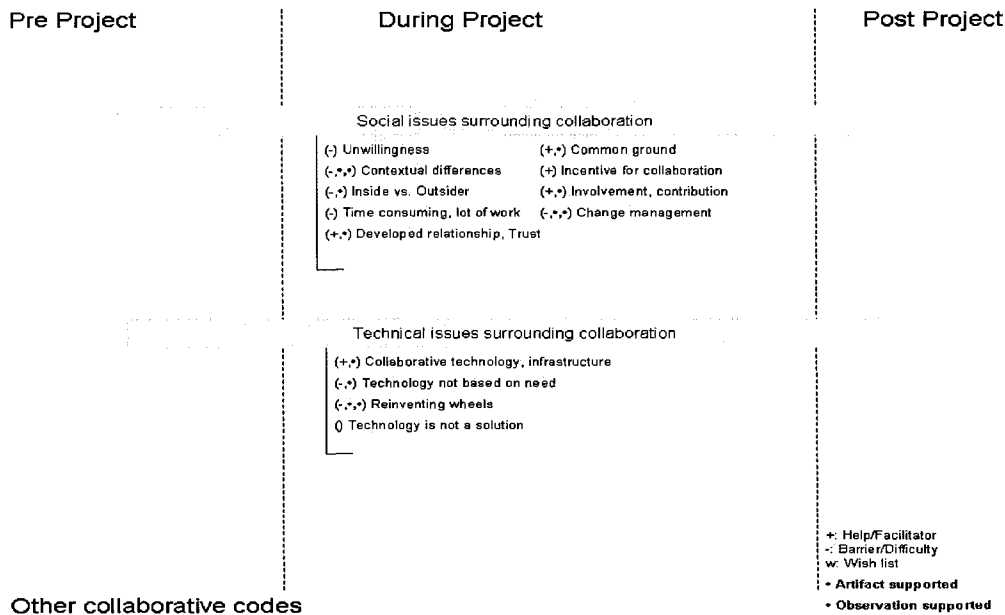 Pre Project
During Project
Post Project
Social issues surrounding collaboration
(-) Unwillingness
(+,•) Common ground
(-,•,•) Contextual differences
(+) Incentive for collaboration
(-,•) Inside vs. Outsider
(+,•) Involvement, contribution
(-) Time consuming, lot of work
(-,•,•) Change management
(+,•) Developed relationship, Trust
Technical issues surrounding collaboration
(+,•) Collaborative technology, infrastructure
(-,•) Technology not based on need
(-,•,•) Reinventing wheels
() Technology is not a solution
+: Help/Facilitator
-: Barrier/Difficulty
w: Wish list
• Artifact supported
• Observation supported
Other collaborative codes